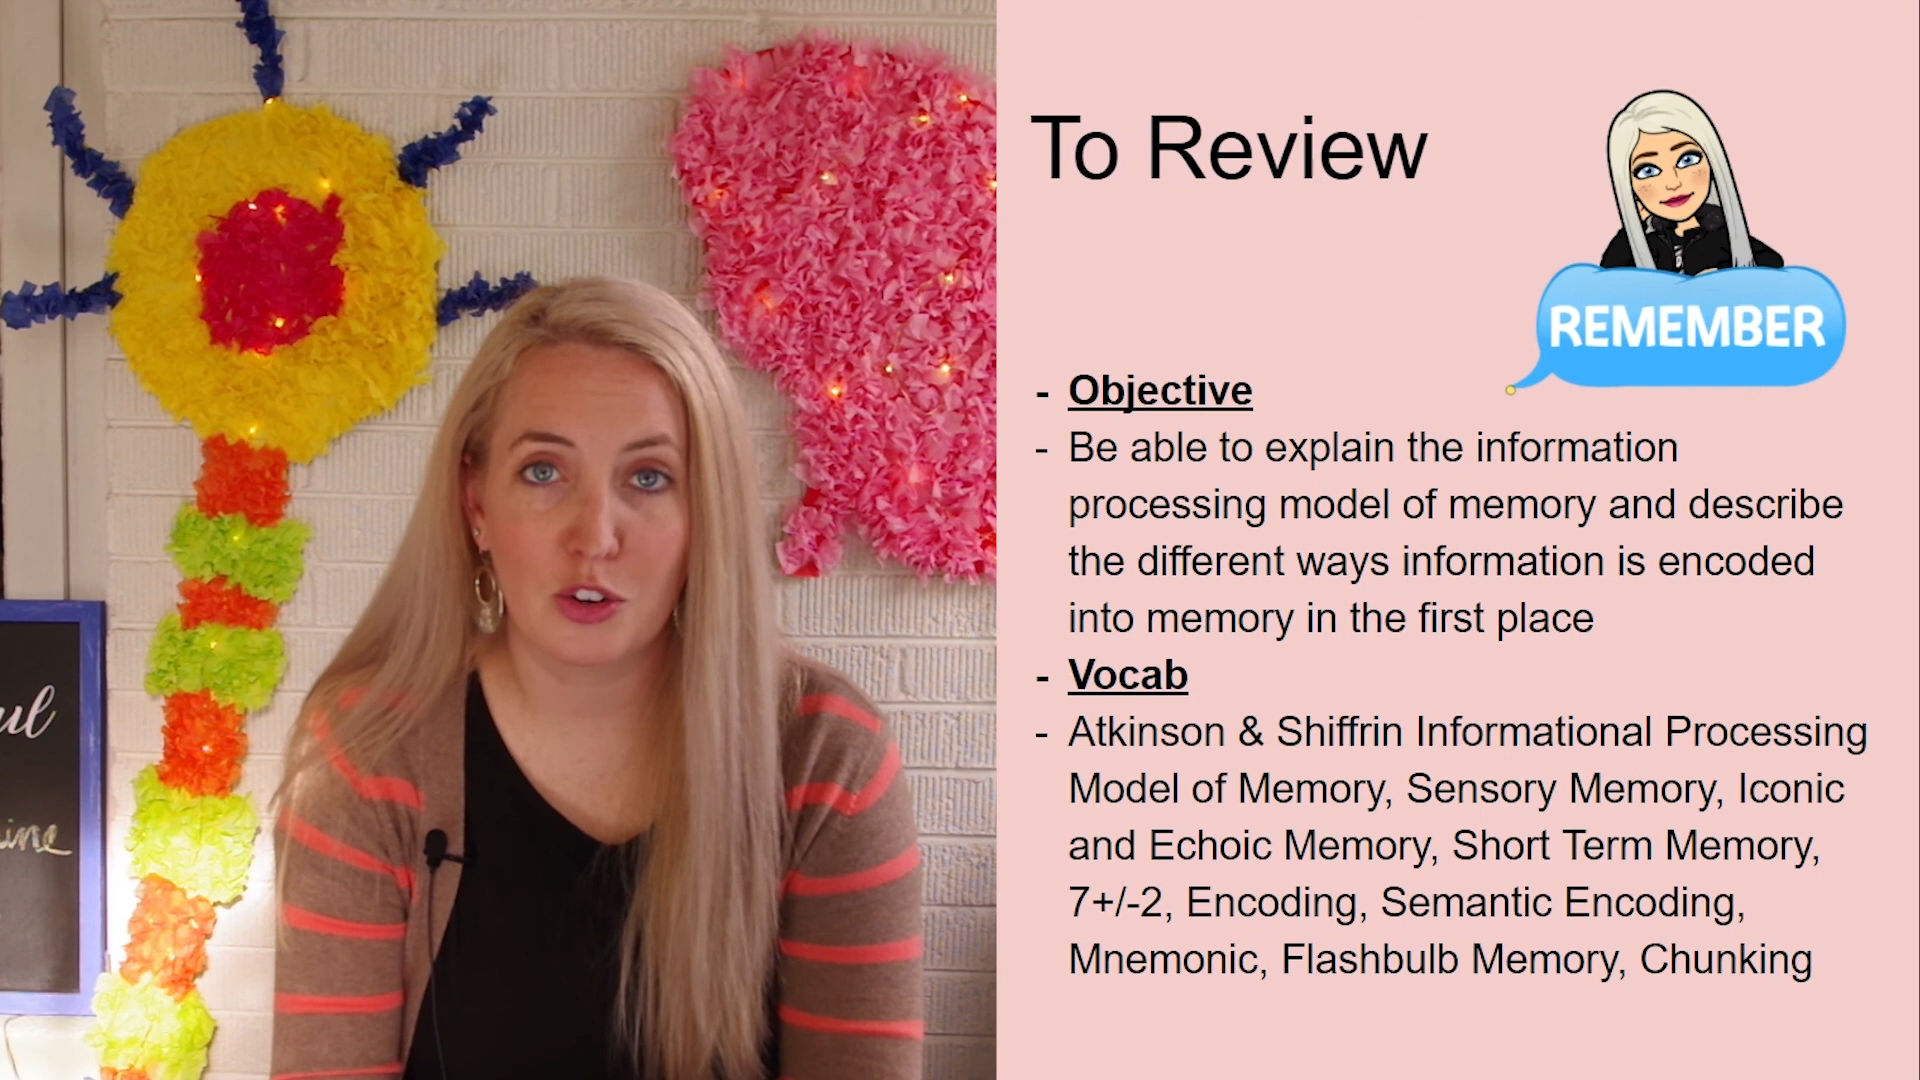 To Review
REMEMBER
- Objective
- Be able to explain the information
processing model of memory and describe
the different ways information is encoded
into memory in the first place
- Vocab
- Atkinson & Shiffrin Informational Processing
Model of Memory, Sensory Memory, Iconic
and Echoic Memory, Short Term Memory,
7+/-2, Encoding, Semantic Encoding,
Mnemonic, Flashbulb Memory, Chunking